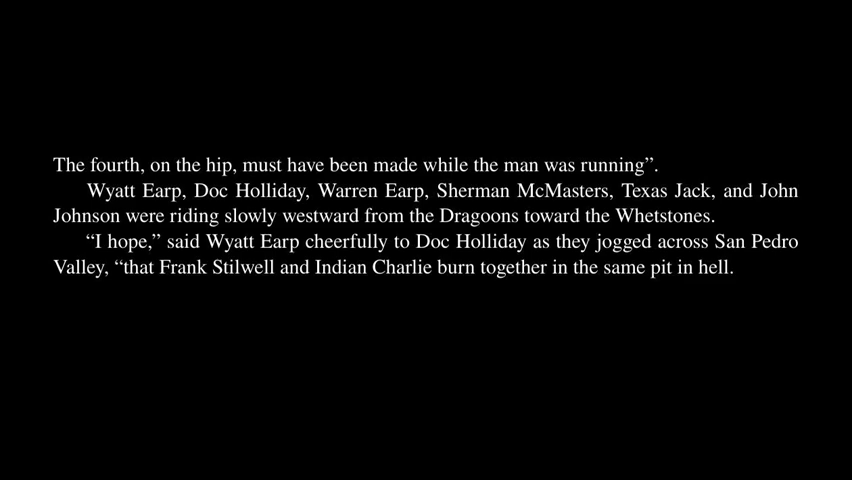 The fourth, on the hip, must have been made while the man was running”.
Wyatt Earp, Doc Holliday, Warren Earp, Sherman McMasters, Texas Jack, and John
Johnson were riding slowly westward from the Dragoons toward the Whetstones.
“I hope,” said Wyatt Earp cheerfully to Doc Holliday as they jogged across San Pedro
Valley, “that Frank Stilwell and Indian Charlie burn together in the same pit in hell.